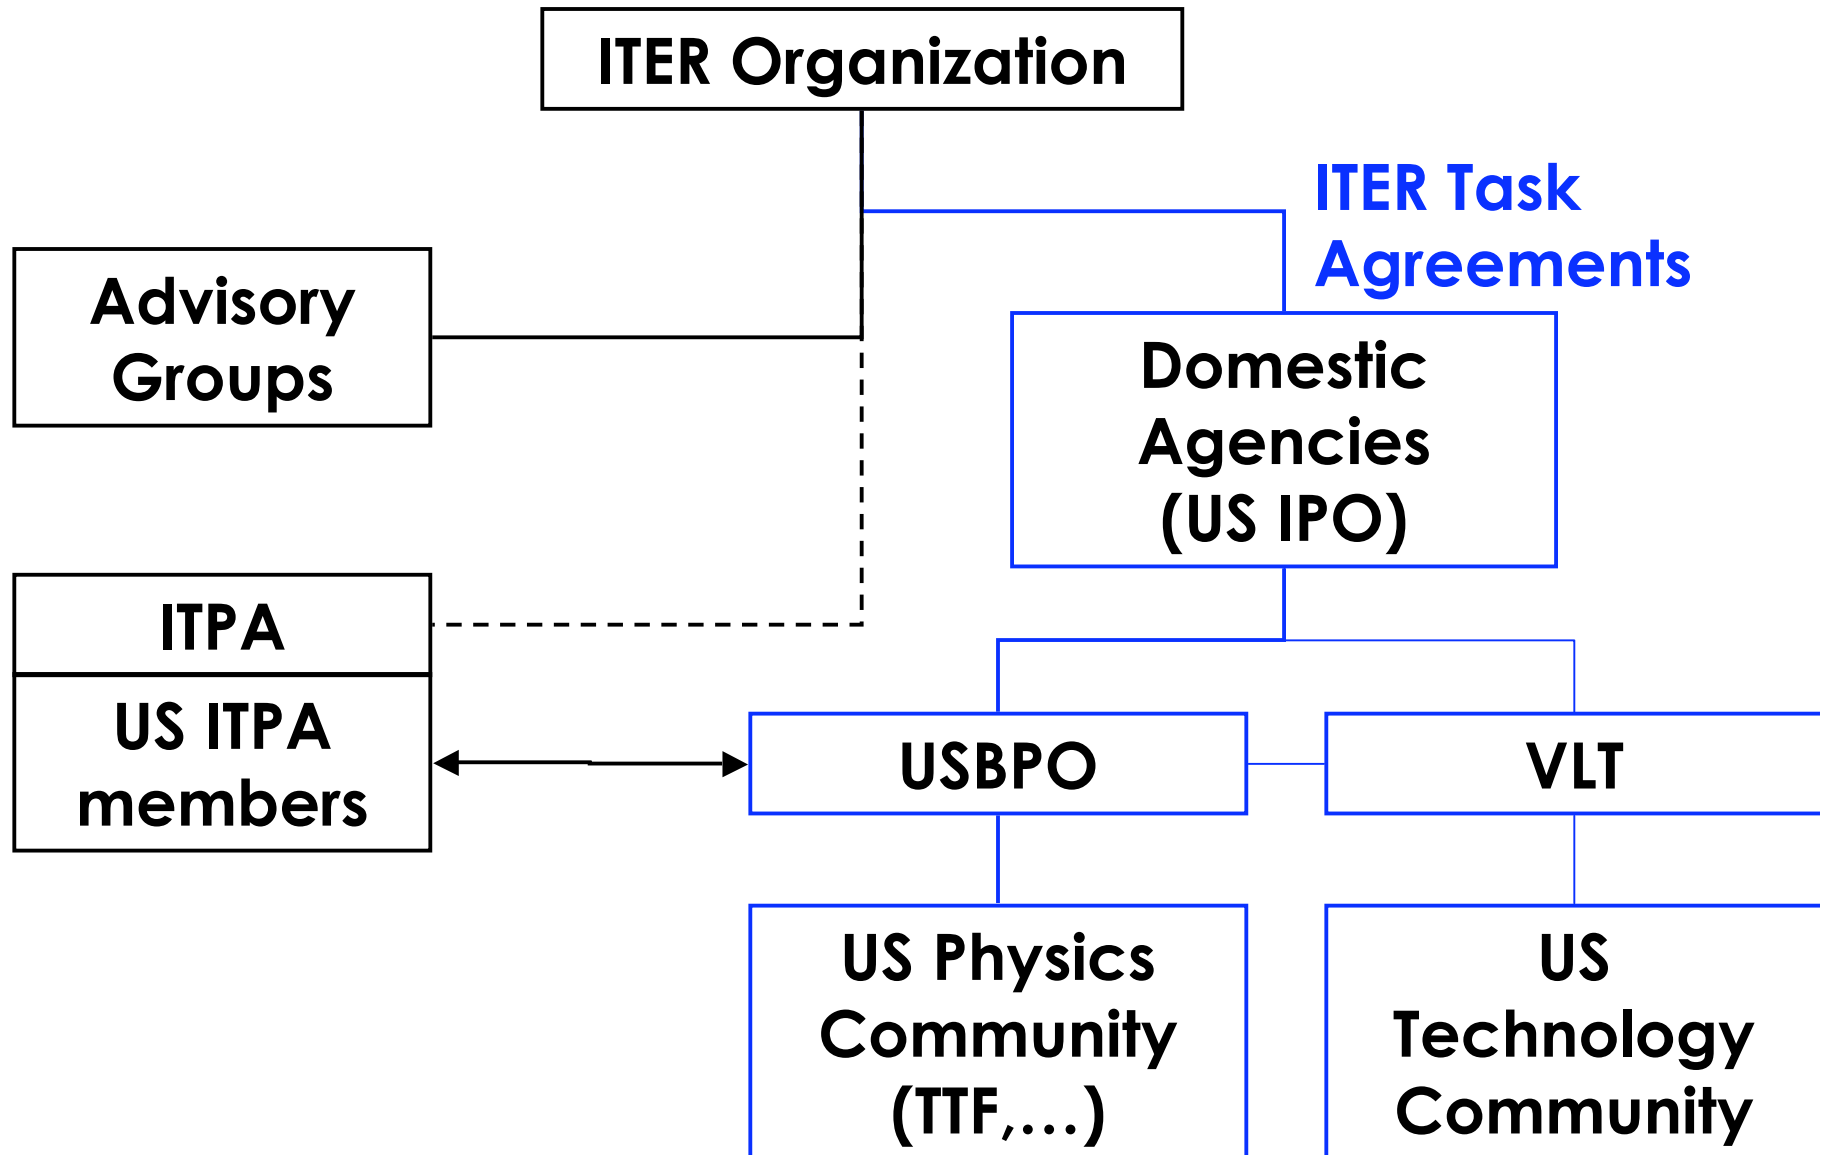 ITER Organization
ITER Task
Agreements
Advisory
Groups
Domestic
Agencies
(US IPO)
ITPA
US ITPA
members
USBPO
VLT
US Physics
Community
(TTF,...)
US
Technology
Community